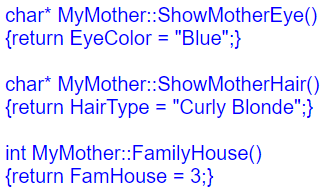 char* MyMother::ShowMotherEye()
{return EyeColor = "Blue";}
char* MyMother::ShowMotherHair()
{return HairType = "Curly Blonde";}
int MyMother::FamilyHouse()
{return FamHouse = 3;}